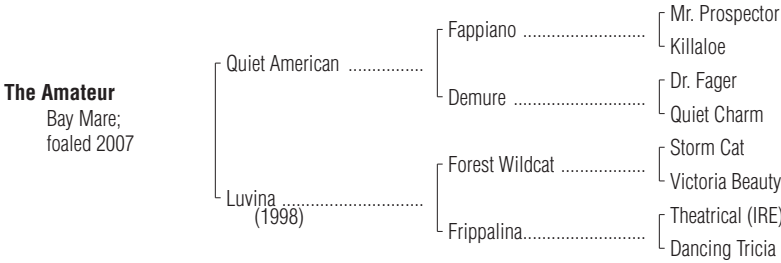 Mr. Prospector
Fappiano ..........................
Killaloe
Quiet American ................
Dr. Fager
Demure ............................
Quiet Charm
The Amateur
Bay Mare;
foaled 2007
Storm Cat
Forest Wildcat ..................
Victoria Beauty
Luvina ..............................
(1998)
Theatrical (IRE)
Frippalina..........................
Dancing Tricia